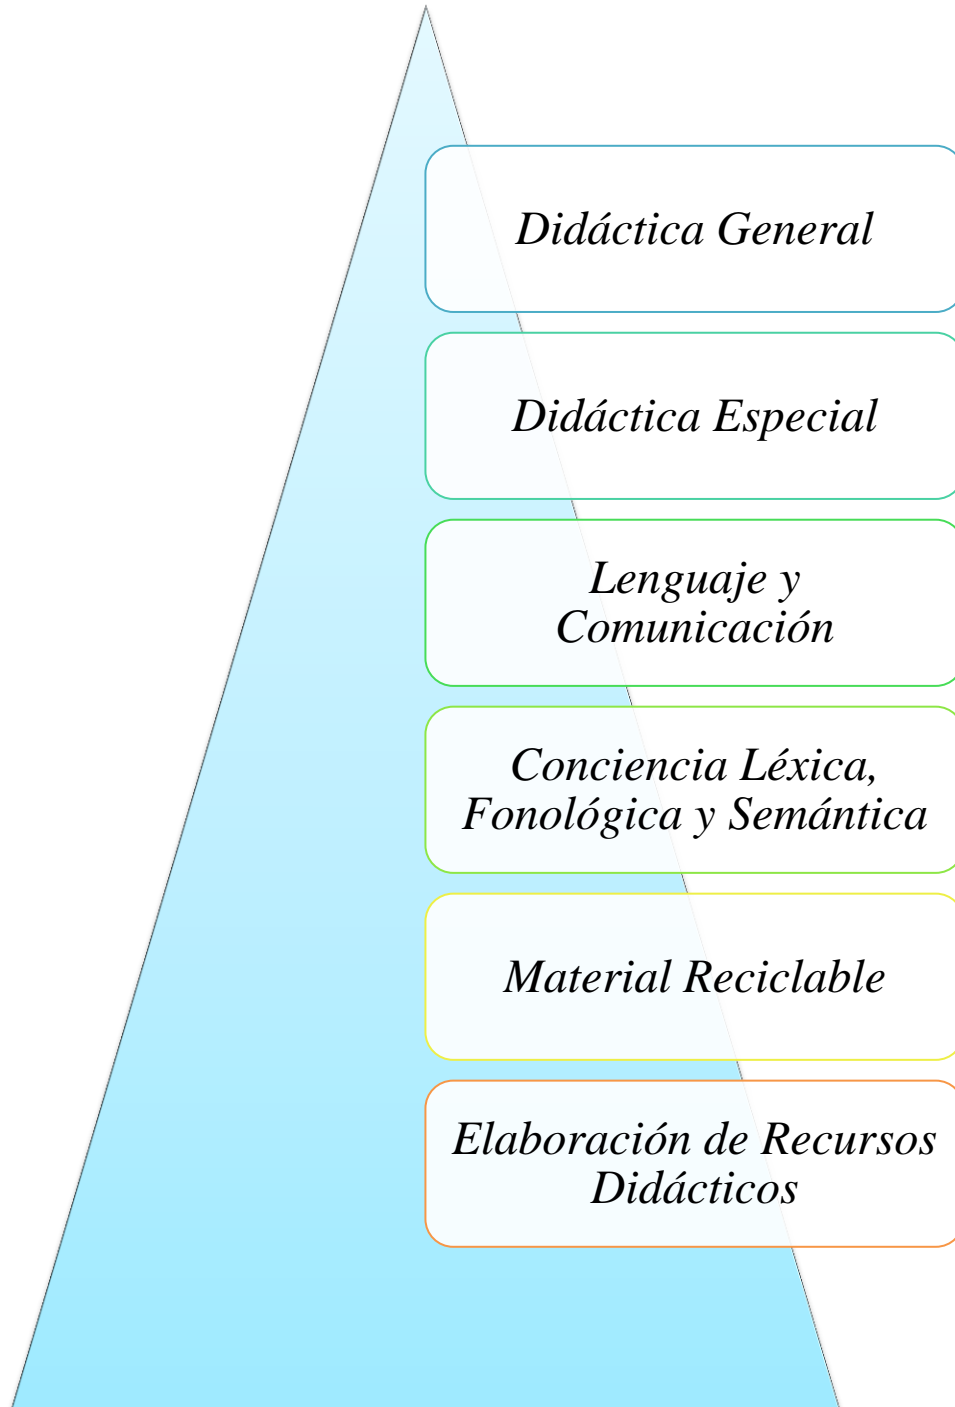 Didáctica General
Didáctica Especial
Lenguaje y
Comunicación
Conciencia Léxica,
Fonológica y Semántica
Material Reciclable
Elaboración de Recursos
Didácticos